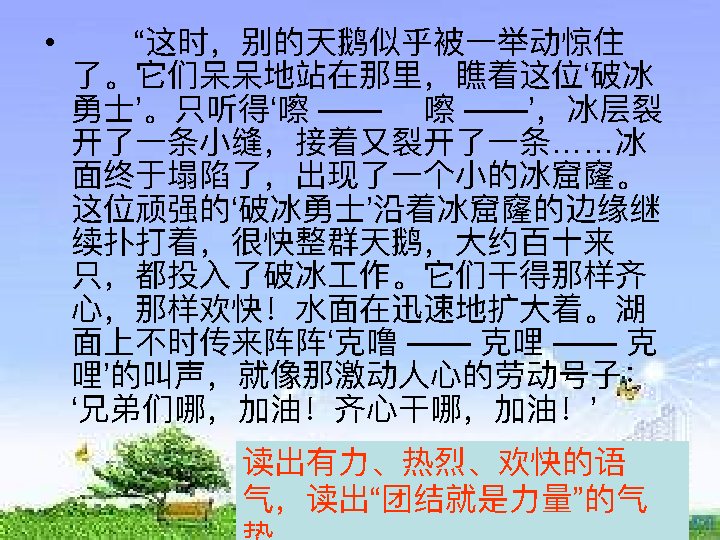 • “这时，别的天鹅似乎被一举动惊住
了。它们呆呆地站在那里，瞧着这位‘破冰
勇士’。只听得‘嚓 —— 嚓 ——’，冰层裂
开了一条小缝，接着又裂开了一条……冰
面终于塌陷了，出现了一个小的冰窟窿。
这位顽强的‘破冰勇士’沿着冰窟窿的边缘继
续扑打着，很快整群天鹅，大约百十来
只，都投入了破冰工作。它们干得那样齐
心，那样欢快！水面在迅速地扩大着。湖
面上不时传来阵阵‘克噜 —— 克哩 —— 克
哩’的叫声，就像那激动人心的劳动号子：
‘兄弟们哪，加油！齐心干哪，加油！’
读出有力、热烈、欢快的语
气，读出“团结就是力量”的气
势